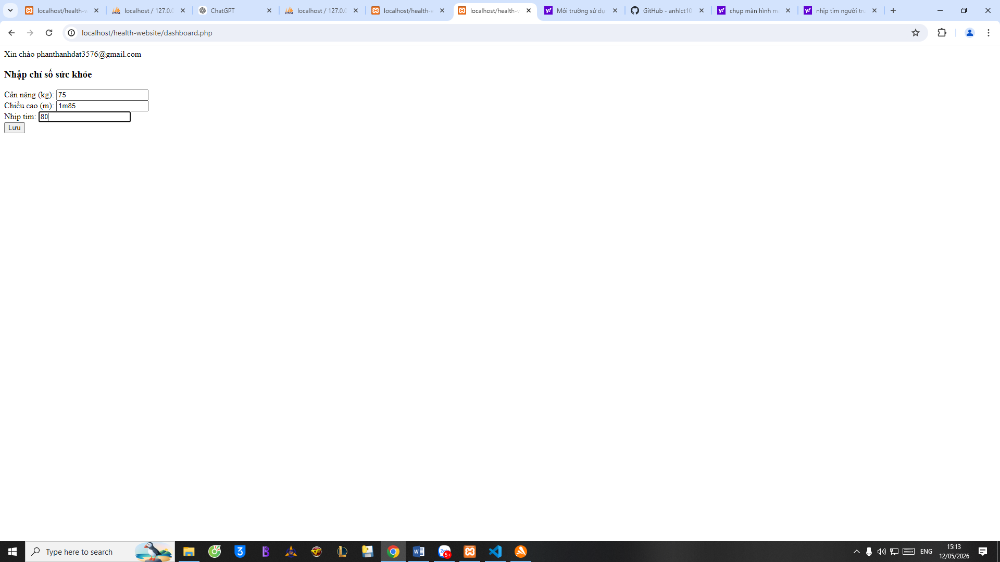 localhost/health-w
localhost / 127.0.0
ChatGPT
localhost / 127.0.0
localhost/health-w
localhost/health-w
Môi trường sử dụ
GitHub - anhlct10
chụp màn hình m
nhịp tim người trư
localhost/health-website/dashboard.php
Xin chào phanthanhdat3576@gmail.com
Nhập chỉ số sức khỏe
Cân nặng (kg): 75
Chiều cao (m): 1m85
Nhịp tim: 80
Lưu
Type here to search
5+
ENG
15:13
12/05/2026